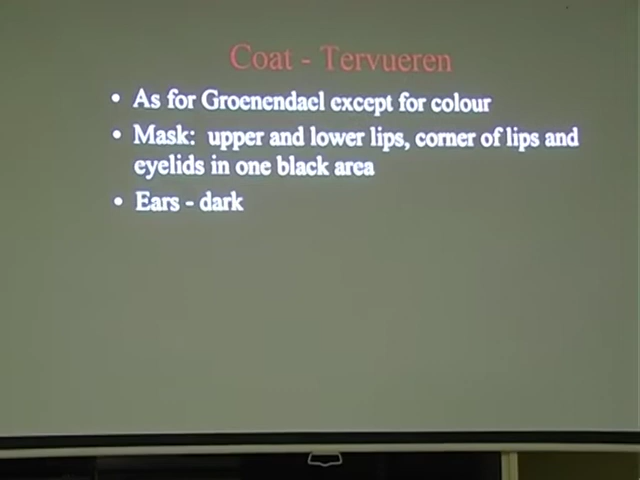 Coat - Tervueren
• As for Groenendael except for colour
• Mask: upper and lower lips, corner of lips and
eyelids in one black area
• Ears - dark